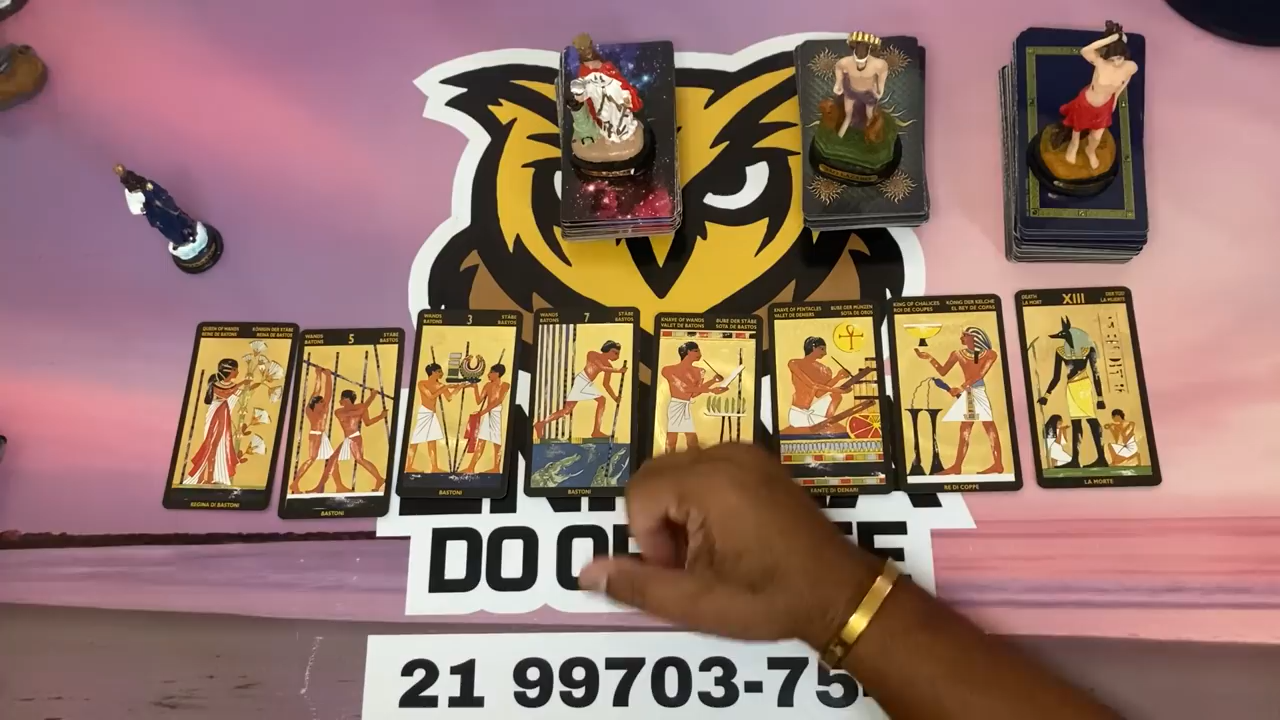 QUEEN OF WANDS KÖNIGIN DER STÄBE
REINE DE BATONS REINA DE BASTOS
REGINA DI BASTONI
WANDS 5 STÄBE
BATONS BASTOS
BASTONI
WANDS 3 STÄBE
BATONS BASTOS
BASTONI
WANDS 7 STÄBE
BATONS BASTOS
BASTONI
KNAVE OF WANDS BUBE DER STÄBE
VALET DE BATONS SOTA DE BASTOS
KNAVE OF PENTACLES BUBE DER MÜNZEN
VALET DE DENIERS SOTA DE OROS
FANTE DI DENARI
KING OF CHALICES KÖNIG DER KELCHE
ROI DE COUPES EL REY DE COPAS
RE DI COPPE
DEATH XIII DER TOD
LA MORT LA MUERTE
LA MORTE
DO
21 99703-75